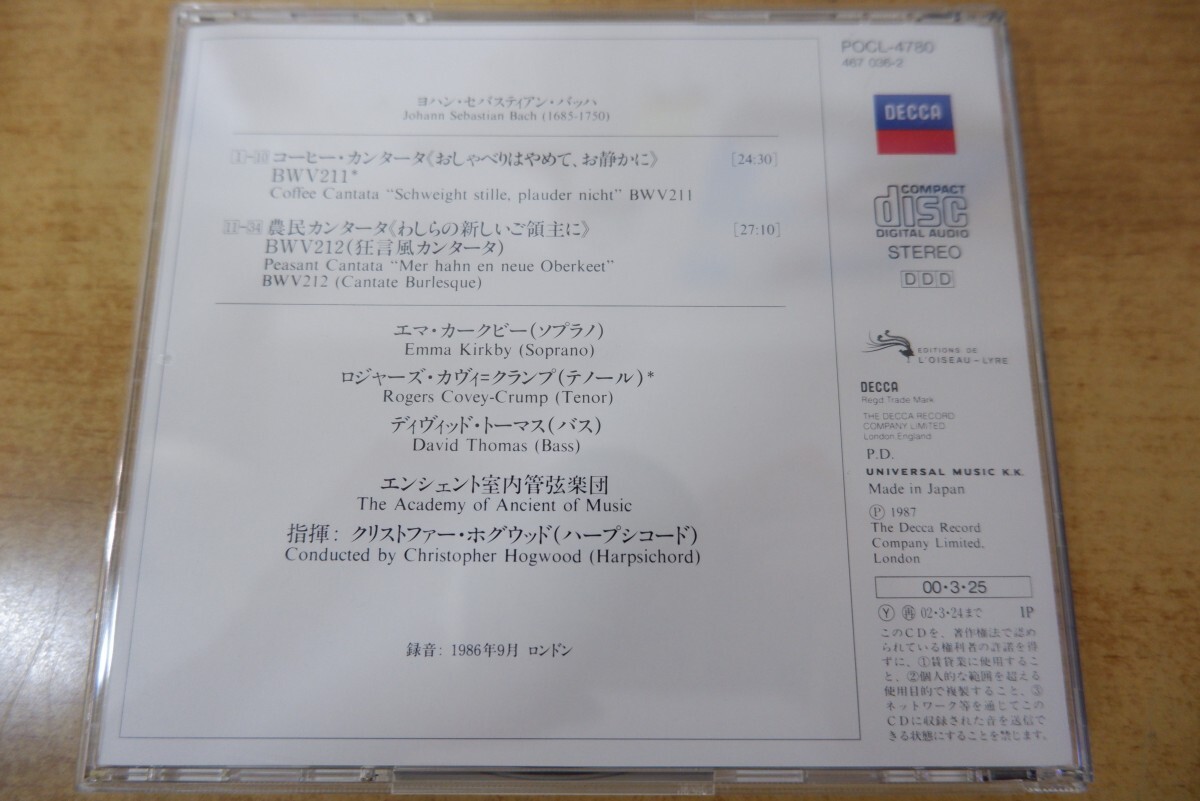 ヨハン・セバスティアン・バッハ
Johann Sebastian Bach (1685-1750)
1-10 コーヒー・カンタータ《おしゃべりはやめて、お静かに》 [24:30]
BWV211*
Coffee Cantata "Schweight stille, plauder nicht" BWV211
11-34 農民カンタータ《わしらの新しいご領主に》 [27:10]
BWV212(狂言風カンタータ)
Peasant Cantata "Mer hahn en neue Oberkeet"
BWV212 (Cantate Burlesque)
エマ・カークビー(ソプラノ)
Emma Kirkby (Soprano)
ロジャーズ・カヴィ=クランプ(テノール)*
Rogers Covey-Crump (Tenor)
ディヴィッド・トーマス(バス)
David Thomas (Bass)
エンシェント室内管弦楽団
The Academy of Ancient of Music
指揮: クリストファー・ホグウッド(ハープシコード)
Conducted by Christopher Hogwood (Harpsichord)
録音: 1986年9月 ロンドン
POCL-4780
467 036-2
DECCA
COMPACT
disc
DIGITAL AUDIO
STEREO
DDD
EDITIONS DE
L'OISEAU-LYRE
DECCA
Regd.Trade Mark
THE DECCA RECORD
COMPANY LIMITED
London.England
P.D.
UNIVERSAL MUSIC K.K.
Made in Japan
Ⓟ 1987
The Decca Record
Company Limited,
London
00・3・25
Ⓨ 再 02・3・24まで 1P
このCDを、著作権法で認め
られている権利者の許諾を得
ずに、①賃貸業に使用するこ
と、②個人的な範囲を超える
使用目的で複製すること、③
ネットワーク等を通じてこの
CDに収録された音を送信で
きる状態にすることを禁じます。